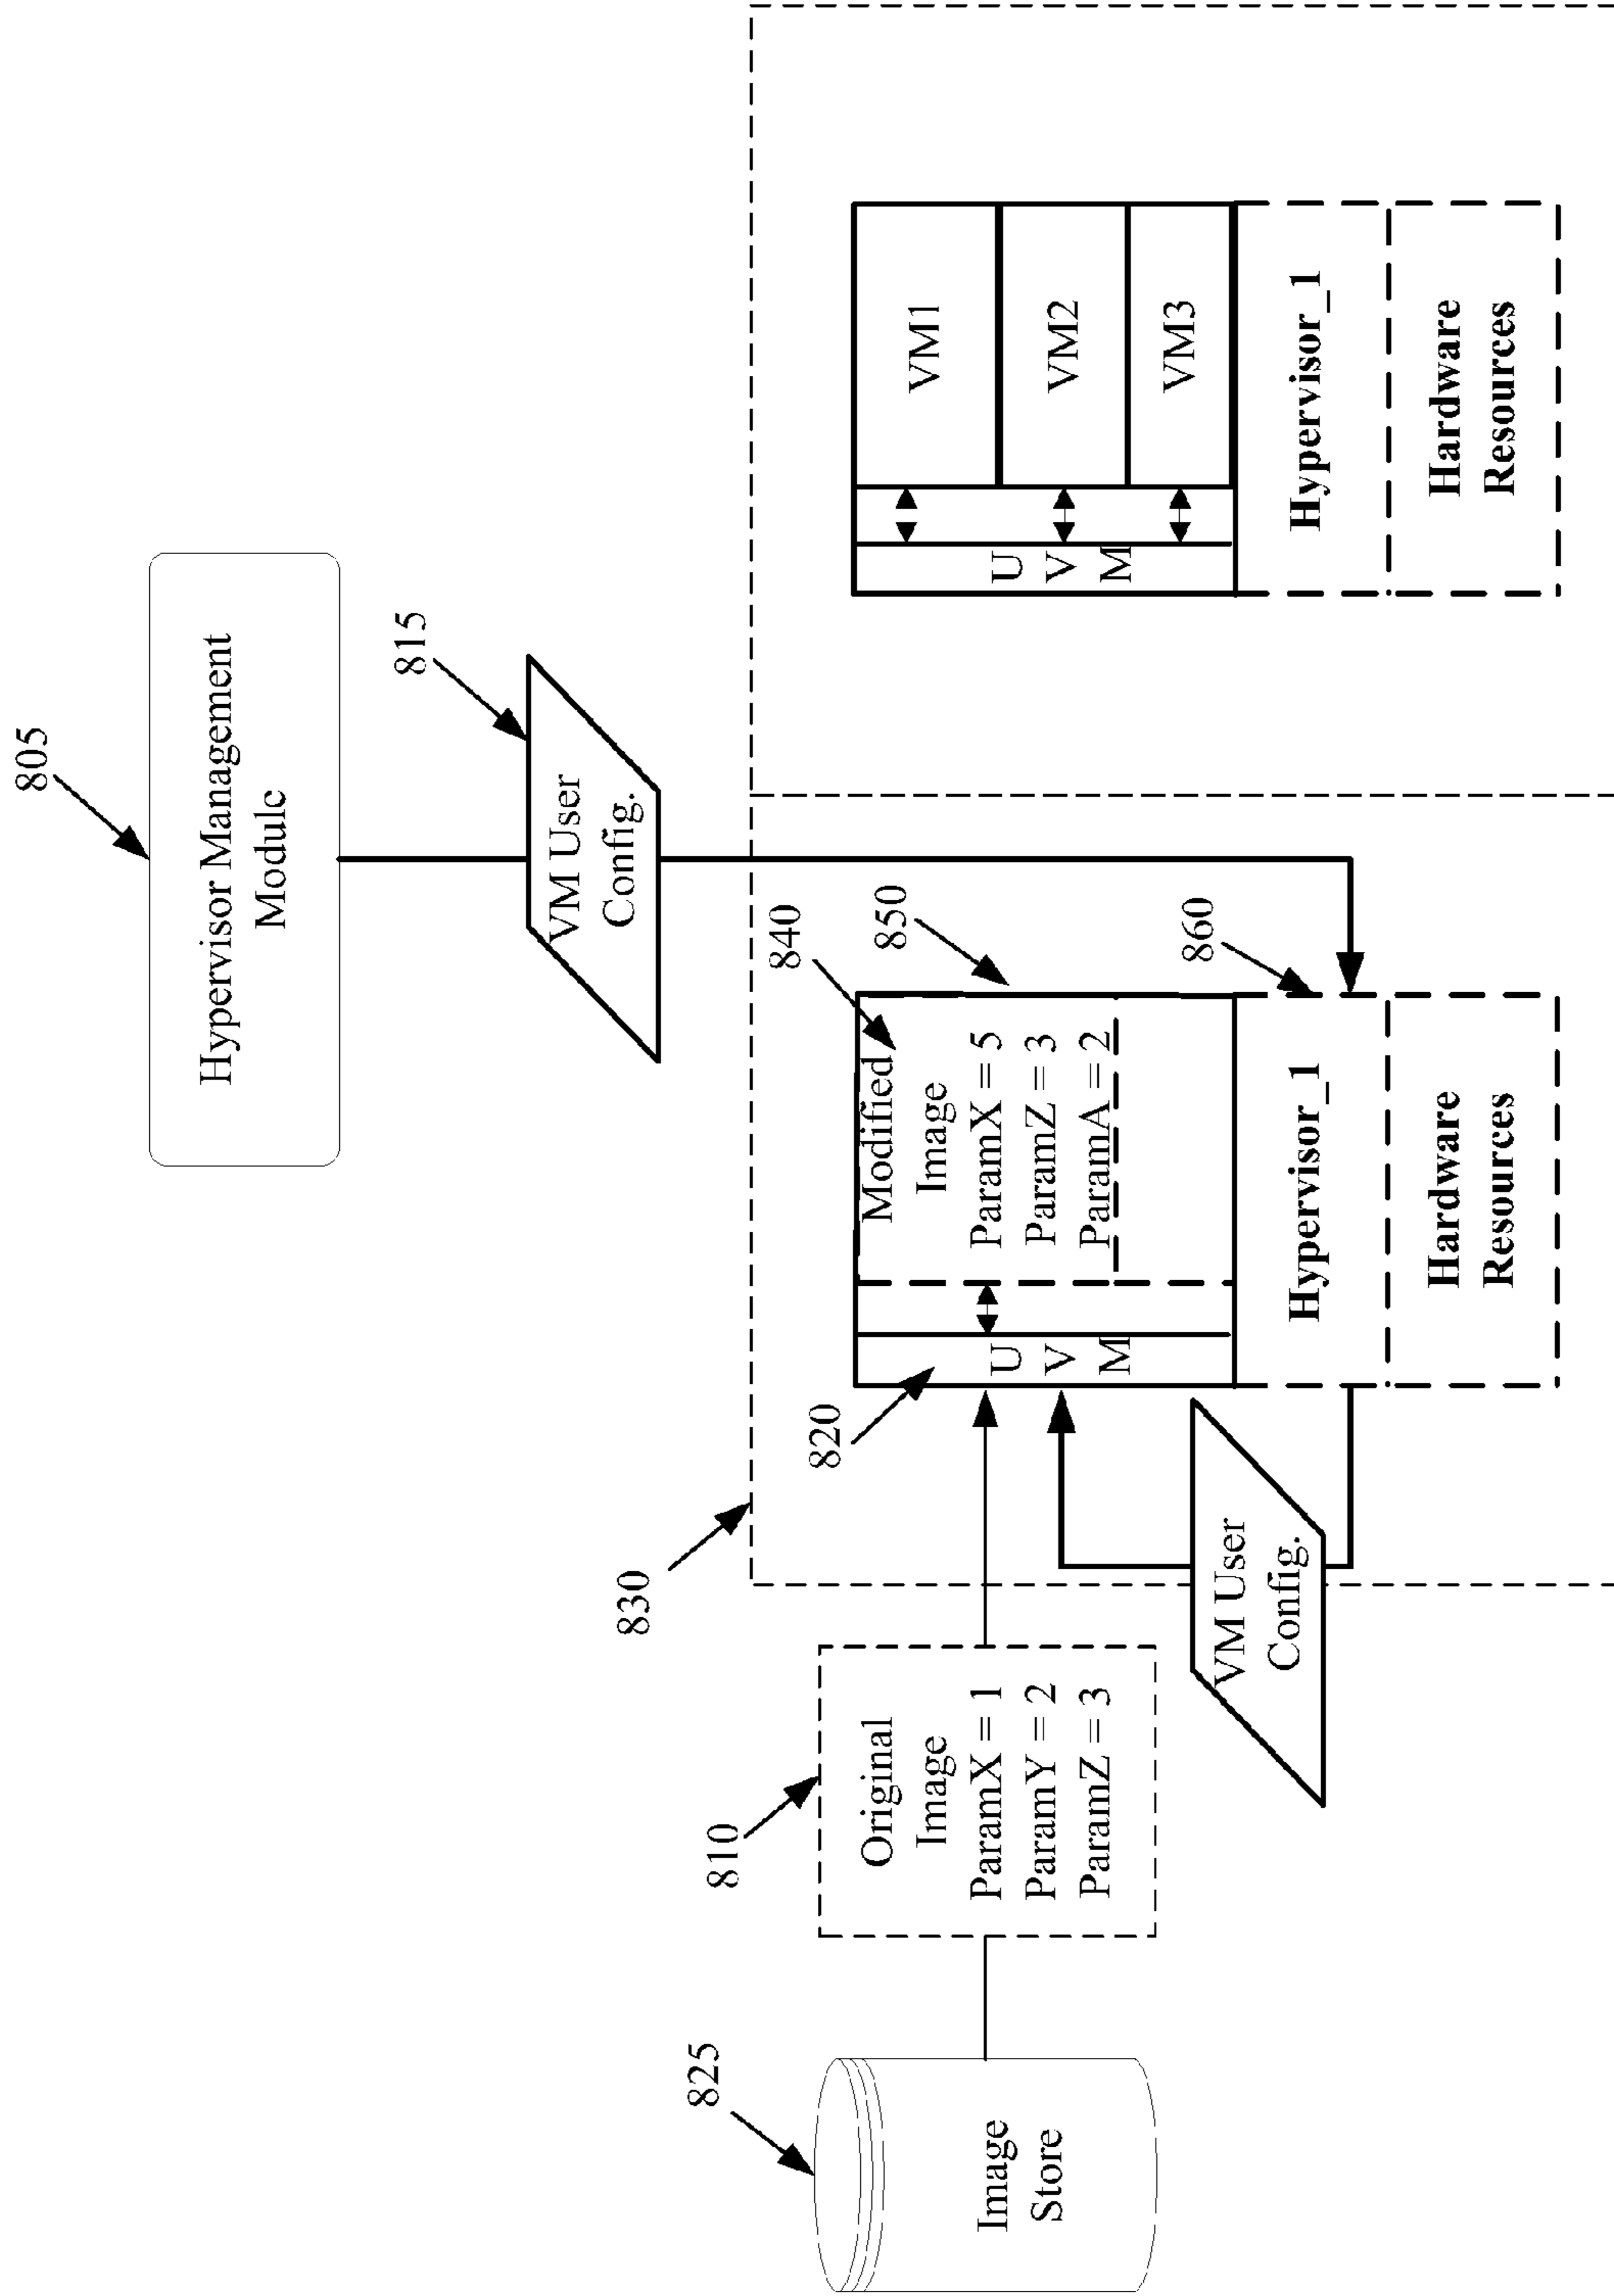 805
Hypervisor Management
Module
815
VM User
Config.
825
Image
Store
810
Original
Image
ParamX = 1
ParamY = 2
ParamZ = 3
830
820
U
V
M
840
Modified
Image
ParamX = 5
ParamZ = 3
ParamA = 2
850
860
Hypervisor_1
Hardware
Resources
VM User
Config.
U
V
M
VM1
VM2
VM3
Hypervisor_1
Hardware
Resources